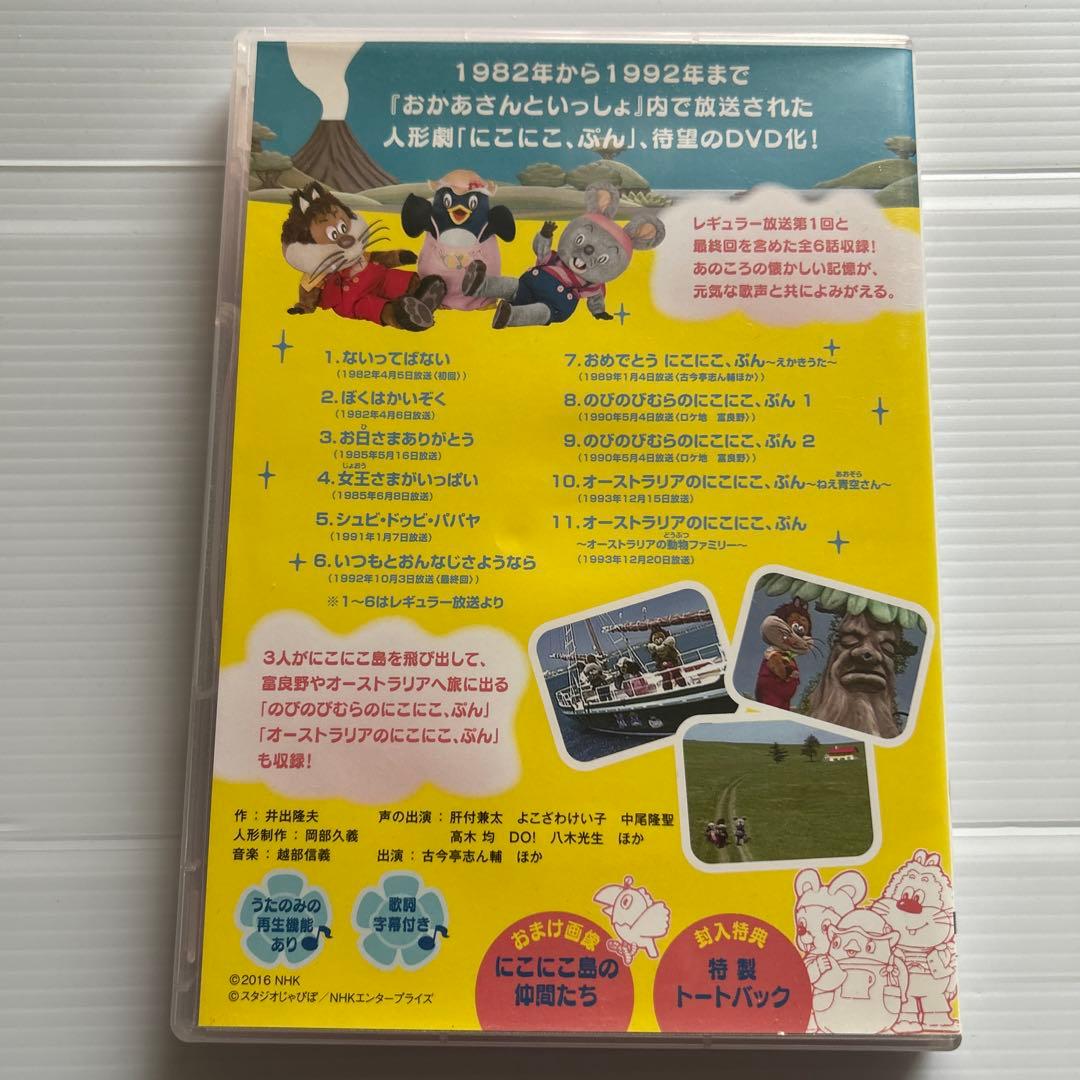 1982年から1992年まで
『おかあさんといっしょ』内で放送された
人形劇「にこにこ、ぷん」、待望のDVD化！
レギュラー放送第1回と
最終回を含めた全6話収録！
あのころの懐かしい記憶が、
元気な歌声と共によみがえる。
1.ないってばない
（1982年4月5日放送〈初回〉）
2.ぼくはかいぞく
（1982年4月6日放送）
ひ
3.お日さまありがとう
（1985年5月16日放送）
じょおう
4.女王さまがいっぱい
（1985年6月8日放送）
5.シュビ・ドゥビ・パパヤ
（1991年1月7日放送）
6.いつもとおんなじさようなら
（1992年10月3日放送〈最終回〉）
※1～6はレギュラー放送より
7.おめでとう にこにこ、ぷん～えかきうた～
（1989年1月4日放送〈古今亭志ん輔ほか〉）
8.のびのびむらのにこにこ、ぷん 1
（1990年5月4日放送〈ロケ地 富良野〉）
9.のびのびむらのにこにこ、ぷん 2
（1990年5月4日放送〈ロケ地 富良野〉）
あおぞら
10.オーストラリアのにこにこ、ぷん～ねえ青空さん～
（1993年12月15日放送）
11.オーストラリアのにこにこ、ぷん
どうぶつ
～オーストラリアの動物ファミリー～
（1993年12月20日放送）
3人がにこにこ島を飛び出して、
富良野やオーストラリアへ旅に出る
「のびのびむらのにこにこ、ぷん」
「オーストラリアのにこにこ、ぷん」
も収録！
作：井出隆夫 声の出演：肝付兼太 よこざわけい子 中尾隆聖
人形制作：岡部久義 高木 均 DO! 八木光生 ほか
音楽：越部信義 出演：古今亭志ん輔 ほか
うたのみの
再生機能
あり
歌詞
字幕付き
おまけ画像
にこにこ島の
仲間たち
封入特典
特製
トートバック
©2016 NHK
©スタジオじゃぴぽ／NHKエンタープライズ